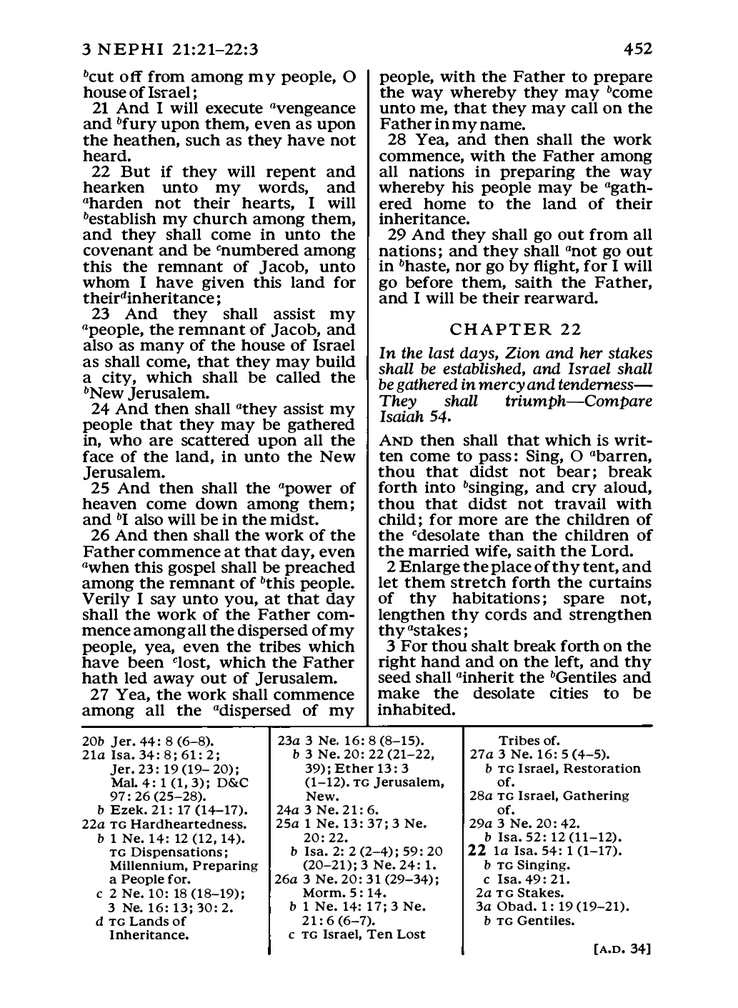 3 NEPHI 21:21–22:3 452
bcut off from among my people, O
house of Israel;
21 And I will execute avengeance
and bfury upon them, even as upon
the heathen, such as they have not
heard.
22 But if they will repent and
hearken unto my words, and
aharden not their hearts, I will
bestablish my church among them,
and they shall come in unto the
covenant and be cnumbered among
this the remnant of Jacob, unto
whom I have given this land for
theirdinheritance;
23 And they shall assist my
apeople, the remnant of Jacob, and
also as many of the house of Israel
as shall come, that they may build
a city, which shall be called the
bNew Jerusalem.
24 And then shall athey assist my
people that they may be gathered
in, who are scattered upon all the
face of the land, in unto the New
Jerusalem.
25 And then shall the apower of
heaven come down among them;
and bI also will be in the midst.
26 And then shall the work of the
Father commence at that day, even
awhen this gospel shall be preached
among the remnant of bthis people.
Verily I say unto you, at that day
shall the work of the Father com-
mence among all the dispersed of my
people, yea, even the tribes which
have been clost, which the Father
hath led away out of Jerusalem.
27 Yea, the work shall commence
among all the adispersed of my
people, with the Father to prepare
the way whereby they may bcome
unto me, that they may call on the
Father in my name.
28 Yea, and then shall the work
commence, with the Father among
all nations in preparing the way
whereby his people may be agath-
ered home to the land of their
inheritance.
29 And they shall go out from all
nations; and they shall anot go out
in bhaste, nor go by flight, for I will
go before them, saith the Father,
and I will be their rearward.
CHAPTER 22
In the last days, Zion and her stakes
shall be established, and Israel shall
be gathered in mercy and tenderness—
They shall triumph—Compare
Isaiah 54.
AND then shall that which is writ-
ten come to pass: Sing, O abarren,
thou that didst not bear; break
forth into bsinging, and cry aloud,
thou that didst not travail with
child; for more are the children of
the cdesolate than the children of
the married wife, saith the Lord.
2 Enlarge the place of thy tent, and
let them stretch forth the curtains
of thy habitations; spare not,
lengthen thy cords and strengthen
thy astakes;
3 For thou shalt break forth on the
right hand and on the left, and thy
seed shall ainherit the bGentiles and
make the desolate cities to be
inhabited.
20b Jer. 44: 8 (6–8).
21a Isa. 34: 8; 61: 2;
Jer. 23: 19 (19– 20);
Mal. 4: 1 (1, 3); D&C
97: 26 (25–28).
b Ezek. 21: 17 (14–17).
22a TG Hardheartedness.
b 1 Ne. 14: 12 (12, 14).
TG Dispensations;
Millennium, Preparing
a People for.
c 2 Ne. 10: 18 (18–19);
3 Ne. 16: 13; 30: 2.
d TG Lands of
Inheritance.
23a 3 Ne. 16: 8 (8–15).
b 3 Ne. 20: 22 (21–22,
39); Ether 13: 3
(1–12). TG Jerusalem,
New.
24a 3 Ne. 21: 6.
25a 1 Ne. 13: 37; 3 Ne.
20: 22.
b Isa. 2: 2 (2–4); 59: 20
(20–21); 3 Ne. 24: 1.
26a 3 Ne. 20: 31 (29–34);
Morm. 5: 14.
b 1 Ne. 14: 17; 3 Ne.
21: 6 (6–7).
c TG Israel, Ten Lost
Tribes of.
27a 3 Ne. 16: 5 (4–5).
b TG Israel, Restoration
of.
28a TG Israel, Gathering
of.
29a 3 Ne. 20: 42.
b Isa. 52: 12 (11–12).
22 1a Isa. 54: 1 (1–17).
b TG Singing.
c Isa. 49: 21.
2a TG Stakes.
3a Obad. 1: 19 (19–21).
b TG Gentiles.
[A.D. 34]